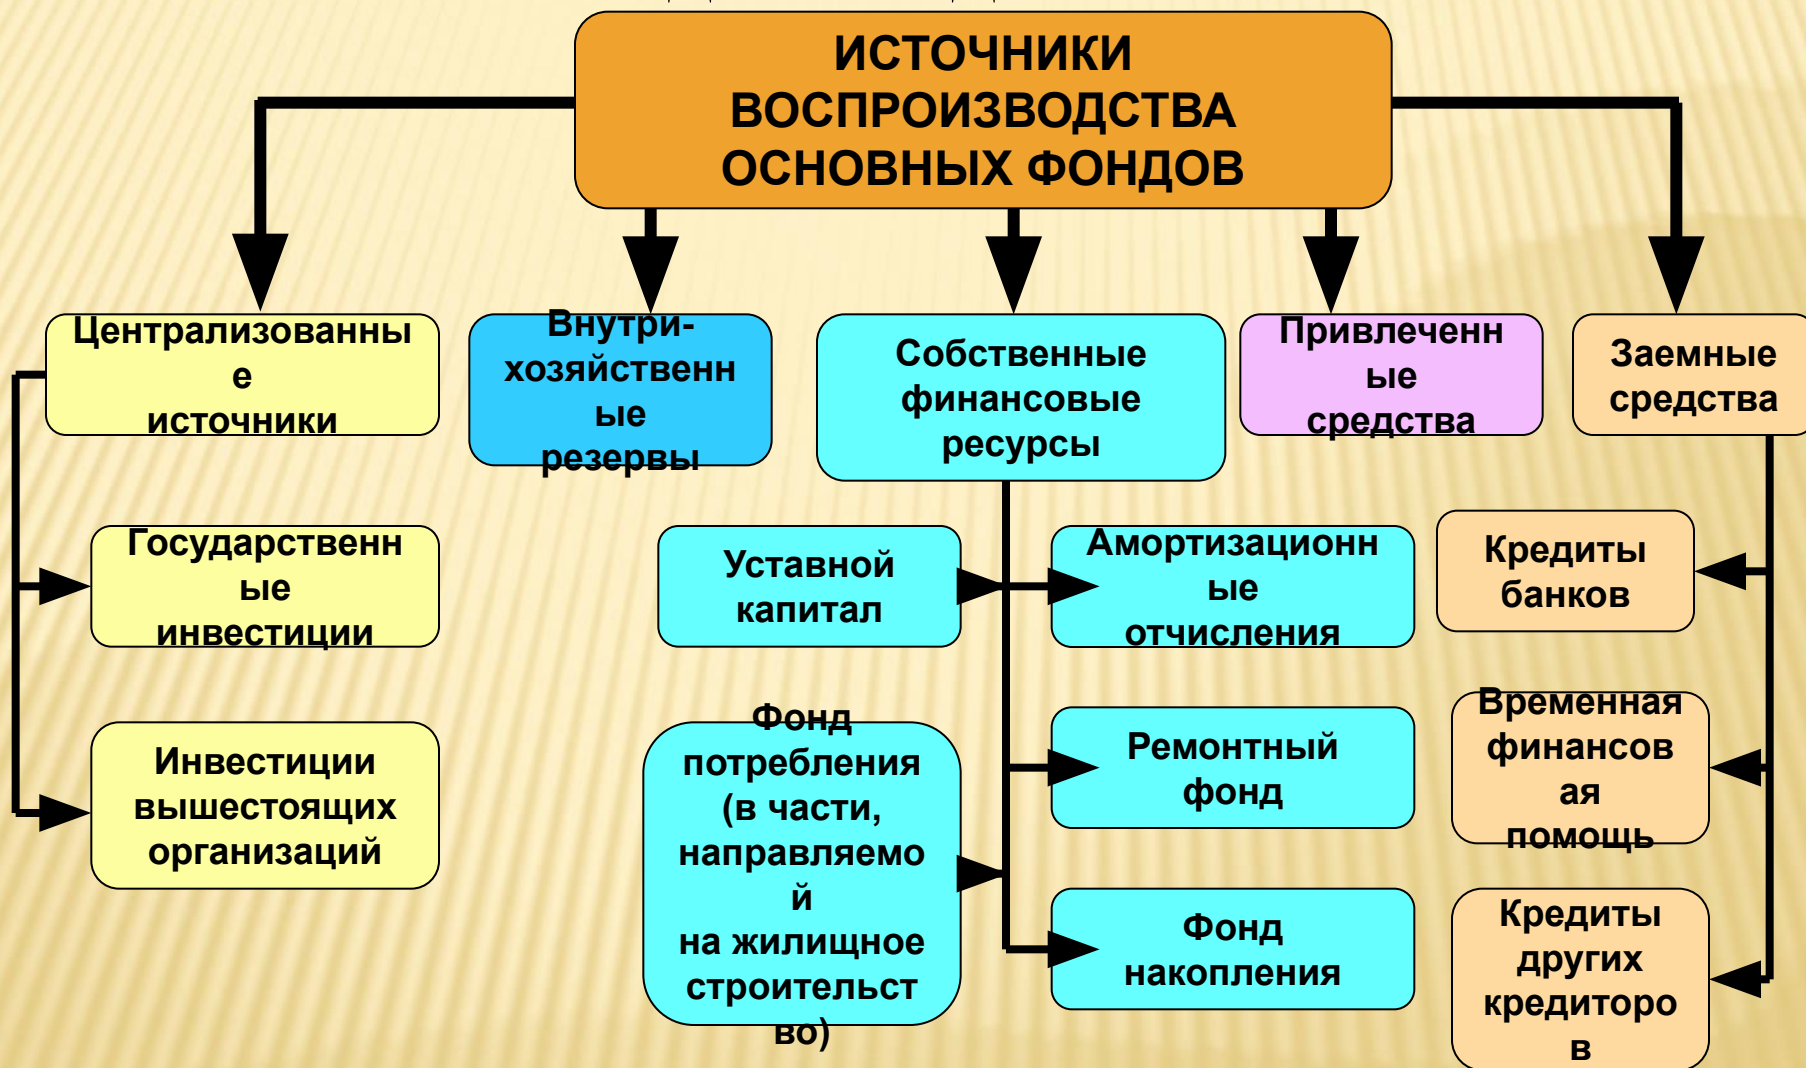 ИСТОЧНИКИ
ВОСПРОИЗВОДСТВА
ОСНОВНЫХ ФОНДОВ
Централизованны
е
источники
Внутри-
хозяйственн
ые
резервы
Собственные
финансовые
ресурсы
Привлеченн
ые
средства
Заемные
средства
Государственн
ые
инвестиции
Инвестиции
вышестоящих
организаций
Уставной
капитал
Фонд
потребления
(в части,
направляемо
й
на жилищное
строительст
во)
Амортизационн
ые
отчисления
Ремонтный
фонд
Фонд
накопления
Кредиты
банков
Временная
финансов
ая
помощь
Кредиты
других
кредиторо
в